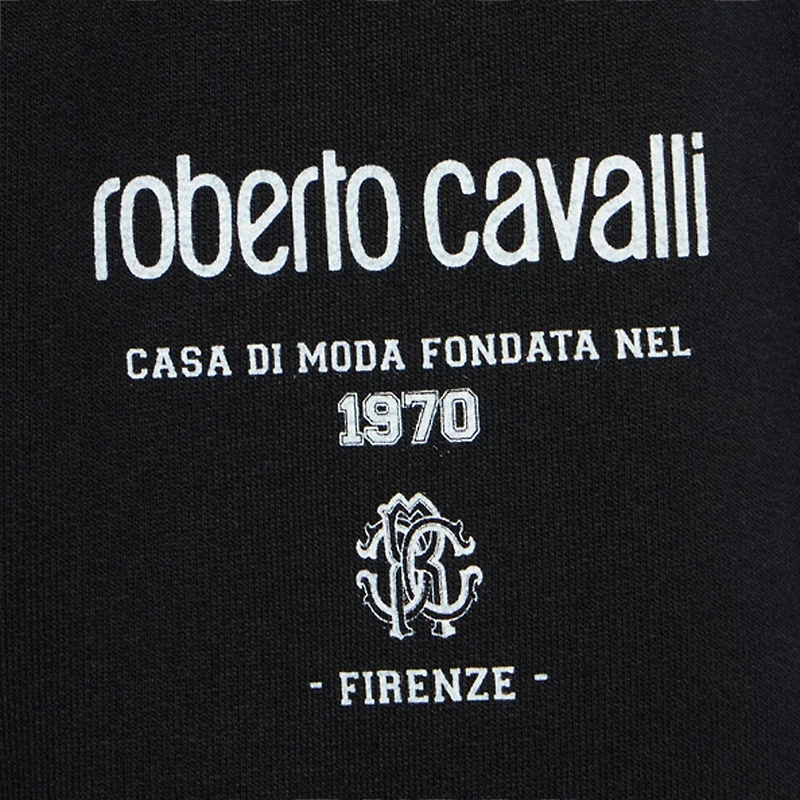 roberto cavalli
CASA DI MODA FONDATA NEL
1970
- FIRENZE -